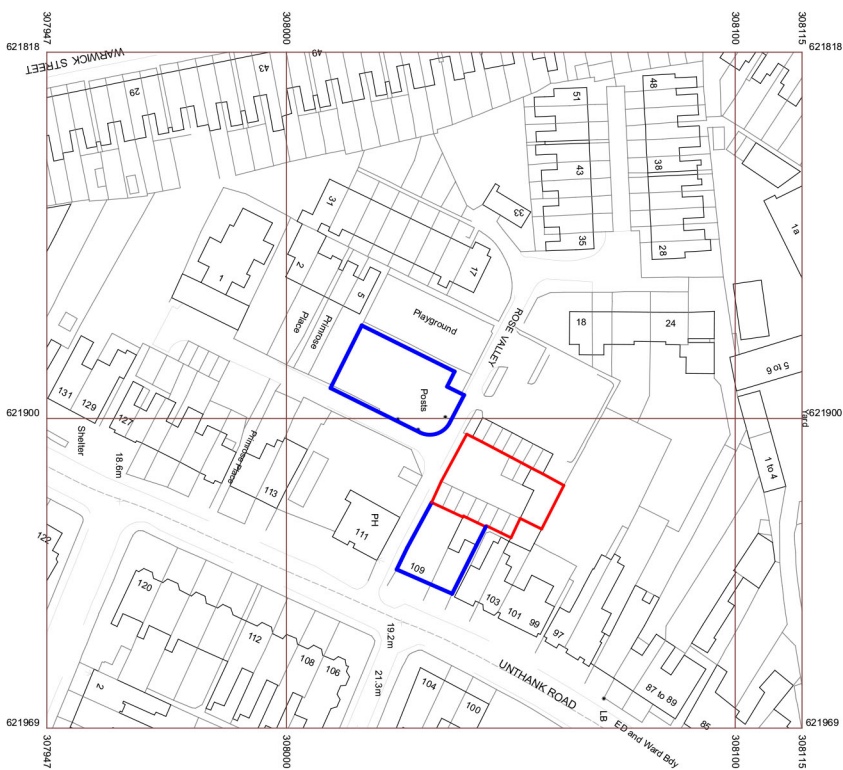 307947
308000
308100
308115
621818
621818
WARWICK STREET
29
43
49
51
48
43
38
35
28
33
1a
31
17
2
5
1
Playground
ROSE VALLEY
18
24
5 to 6
Primrose
Place
Posts
621900
621900
Yard
131
129
127
Shelter
18.6m
Primrose Place
113
PH
111
1 to 4
122
109
103
101
99
97
120
112
108
106
19.2m
21.3m
104
100
2
UNTHANK ROAD
87 to 89
85
LB
ED and Ward Bdy
621969
621969
307947
308000
308100
308115